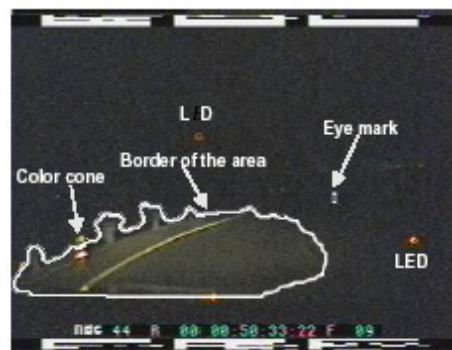 L/D
Eye mark
Border of the area
Color cone
LED
44 R 00 00:50:33:22 F 09